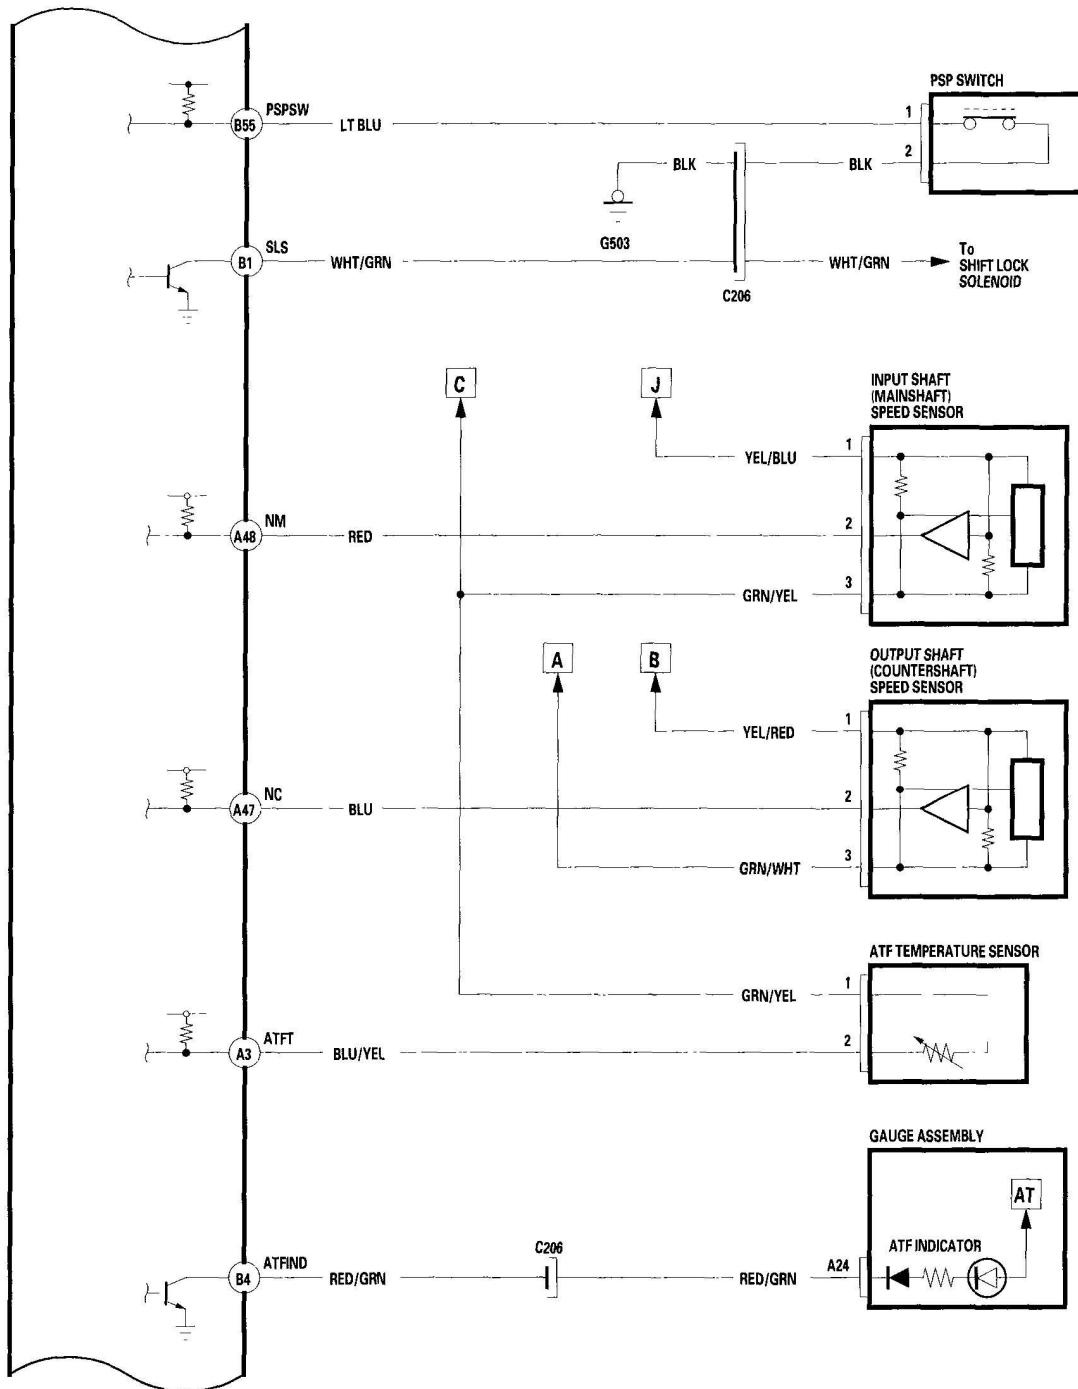 PSP SWITCH
PSPSW
B55
LT BLU
1
2
BLK
BLK
G503
SLS
B1
WHT/GRN
WHT/GRN
To
SHIFT LOCK
SOLENOID
C206
C
J
INPUT SHAFT
(MAINSHAFT)
SPEED SENSOR
YEL/BLU
1
NM
A48
RED
2
GRN/YEL
3
A
B
OUTPUT SHAFT
(COUNTERSHAFT)
SPEED SENSOR
YEL/RED
1
NC
A47
BLU
2
GRN/WHT
3
ATF TEMPERATURE SENSOR
GRN/YEL
1
ATFT
A3
BLU/YEL
2
GAUGE ASSEMBLY
AT
ATF INDICATOR
ATFIND
B4
RED/GRN
C206
RED/GRN
A24